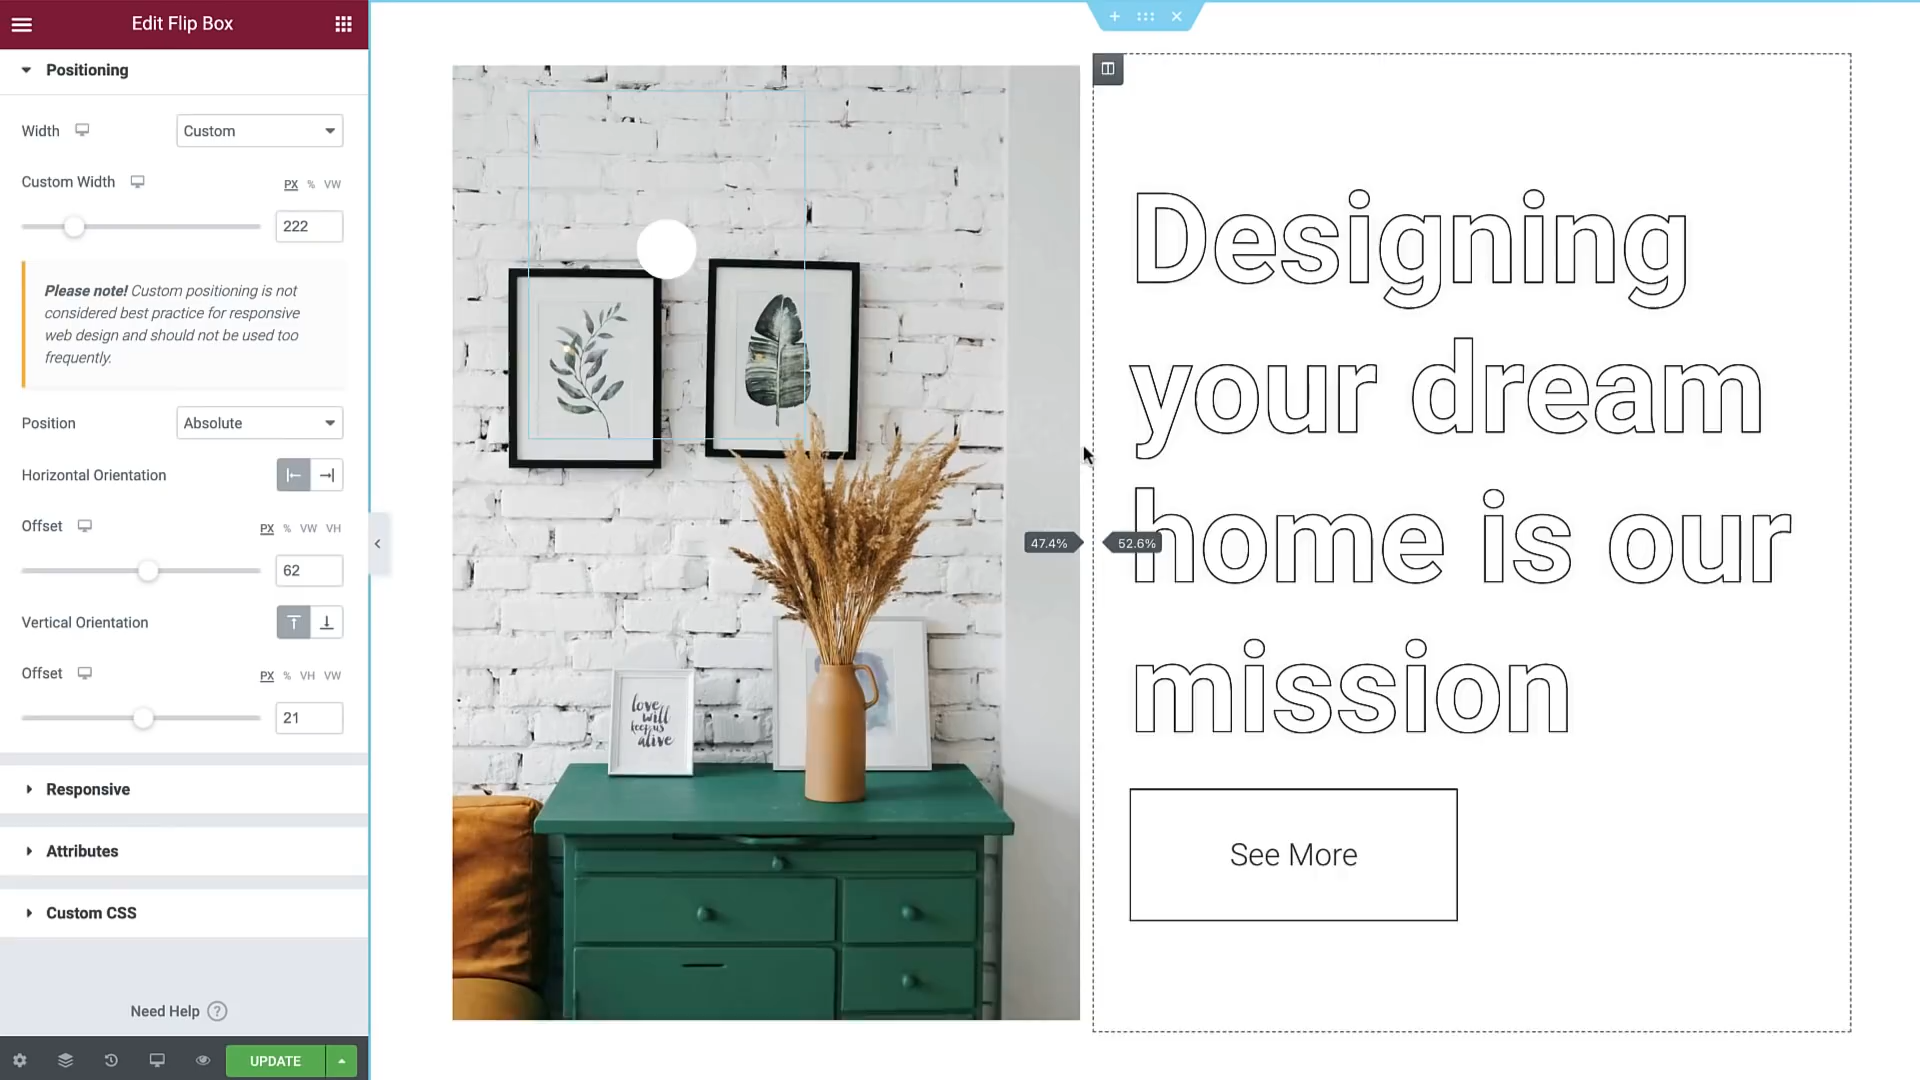 Edit Flip Box
Positioning
Width
Custom
Custom Width
PX % VW
222
Please note! Custom positioning is not
considered best practice for responsive
web design and should not be used too
frequently.
Position
Absolute
Horizontal Orientation
Offset
PX % VW VH
62
Vertical Orientation
Offset
PX % VH VW
21
Responsive
Attributes
Custom CSS
Need Help ?
UPDATE
love
will
keep us
alive
47.4%
52.6%
Designing
your dream
home is our
mission
See More